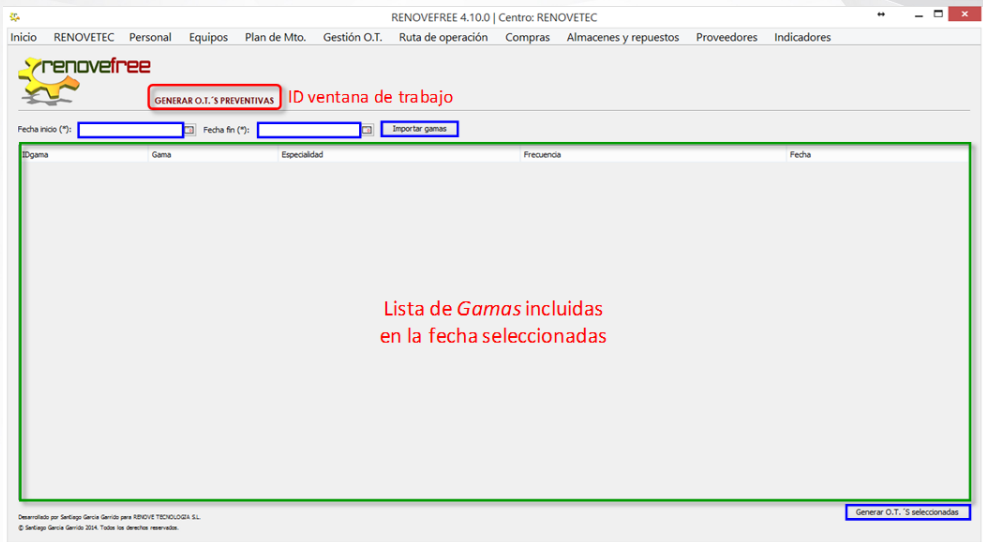 RENOVEFREE 4.10.0 | Centro: RENOVETEC
Inicio RENOVETEC Personal Equipos Plan de Mto. Gestión O.T. Ruta de operación Compras Almacenes y repuestos Proveedores Indicadores
renovefree
GENERAR O.T.´S PREVENTIVAS ID ventana de trabajo
Fecha inicio (*): Fecha fin (*): Importar gamas
IDgama Gama Especialidad Frecuencia Fecha
Lista de Gamas incluidas
en la fecha seleccionadas
Generar O.T. ´S seleccionadas
Desarrollado por Santiago Garcia Garrido para RENOVE TECNOLOGÍA S.L.
© Santiago Garcia Garrido 2014. Todos los derechos reservados.